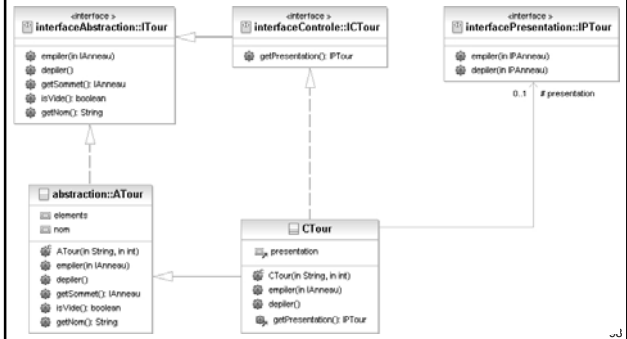 «interface »
interfaceAbstraction::ITour
empiler(in IAnneau)
depiler()
getSommet(): IAnneau
isVide(): boolean
getNom(): String
«interface »
interfaceControle::ICTour
getPresentation(): IPTour
«interface »
interfacePresentation::IPTour
empiler(in IPAnneau)
depiler(in IPAnneau)
0..1 # presentation
abstraction::ATour
elements
nom
ATour(in String, in int)
empiler(in IAnneau)
depiler()
getSommet(): IAnneau
isVide(): boolean
getNom(): String
CTour
presentation
CTour(in String, in int)
empiler(in IAnneau)
depiler()
getPresentation(): IPTour